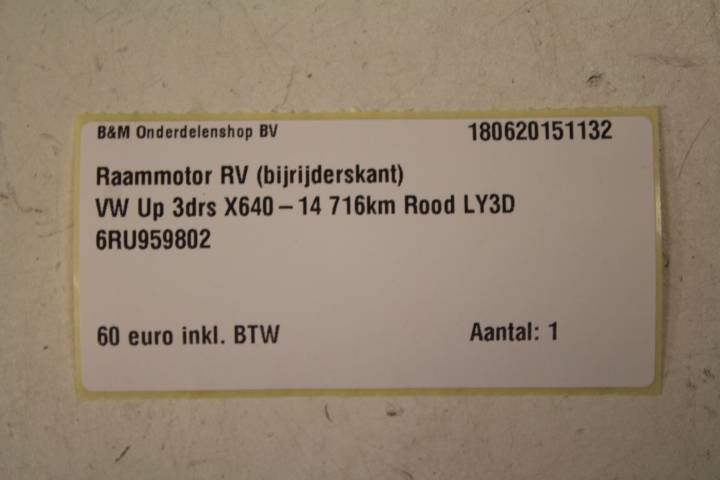 B&M Onderdelenshop BV 180620151132
Raammotor RV (bijrijderskant)
VW Up 3drs X640 – 14 716km Rood LY3D
6RU959802
60 euro inkl. BTW Aantal: 1